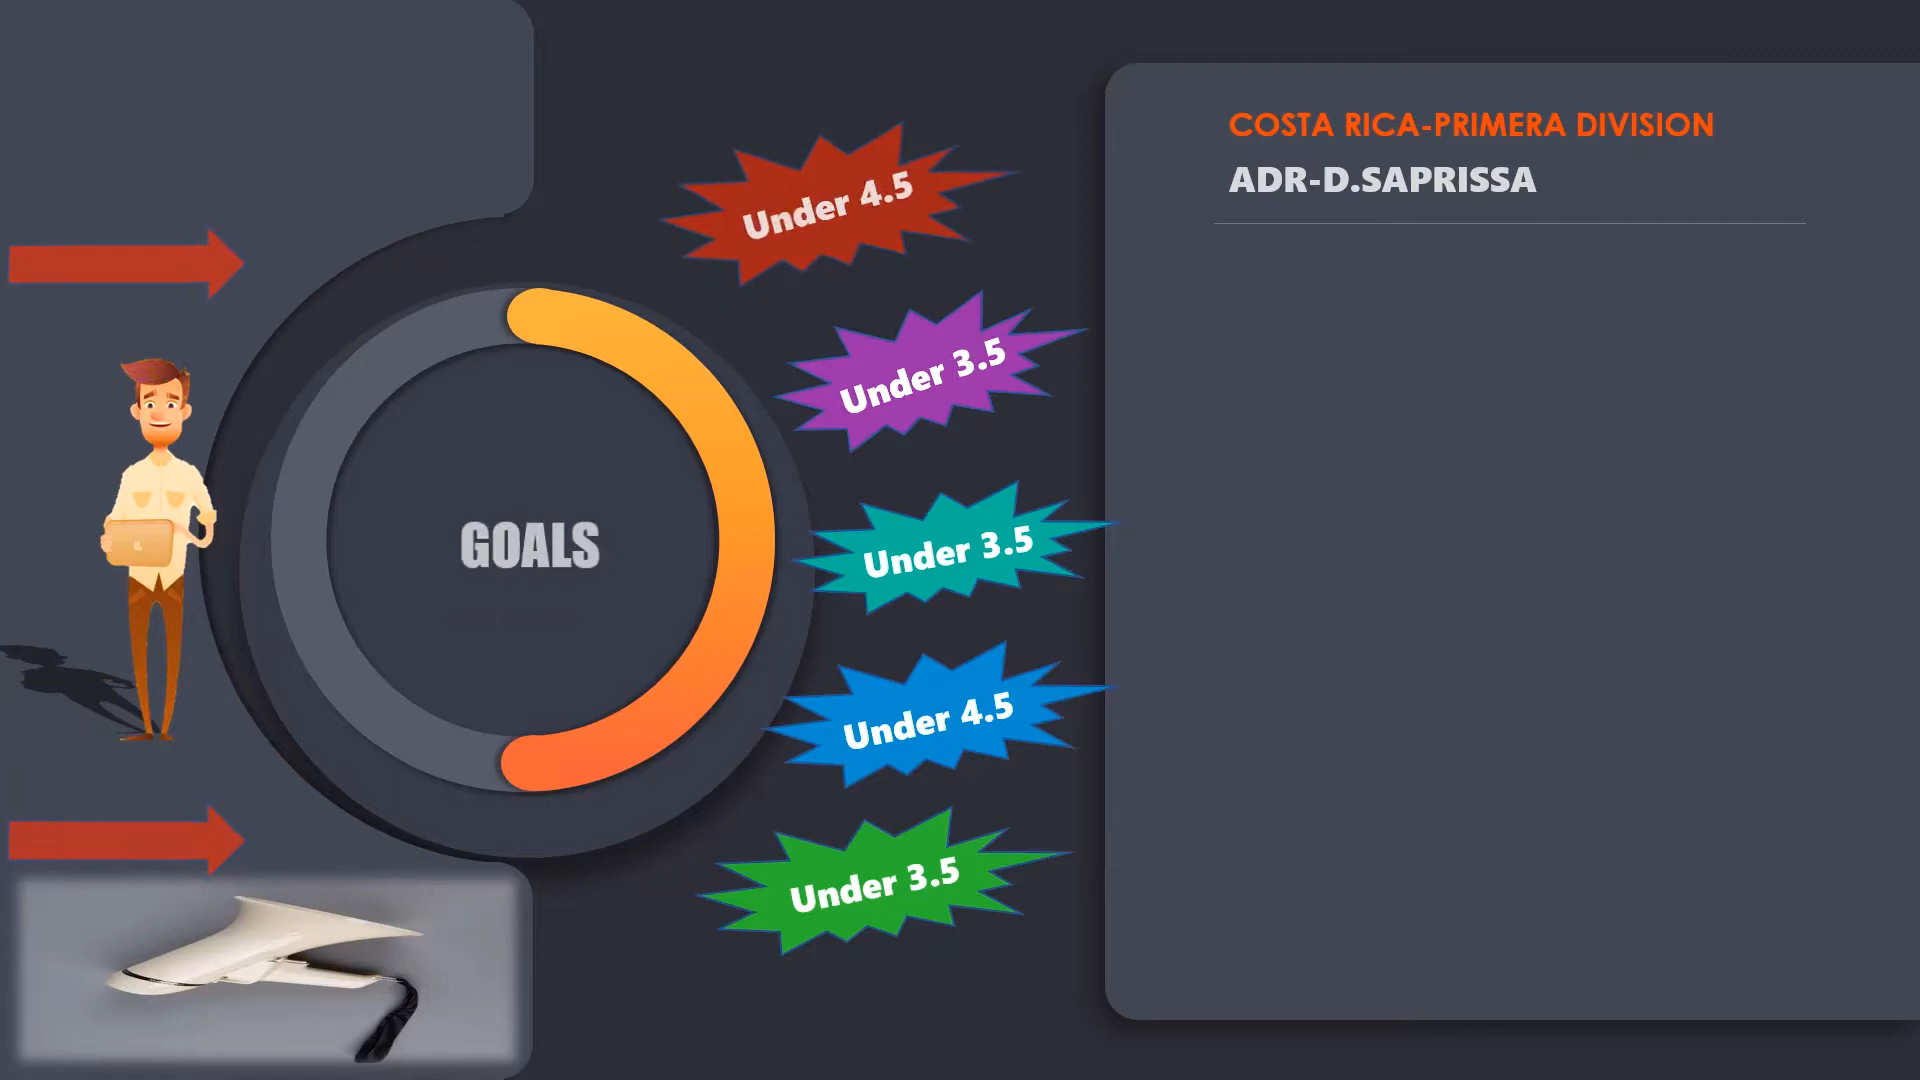 COSTA RICA-PRIMERA DIVISION
ADR-D.SAPRISSA
GOALS
Under 4.5
Under 3.5
Under 3.5
Under 4.5
Under 3.5